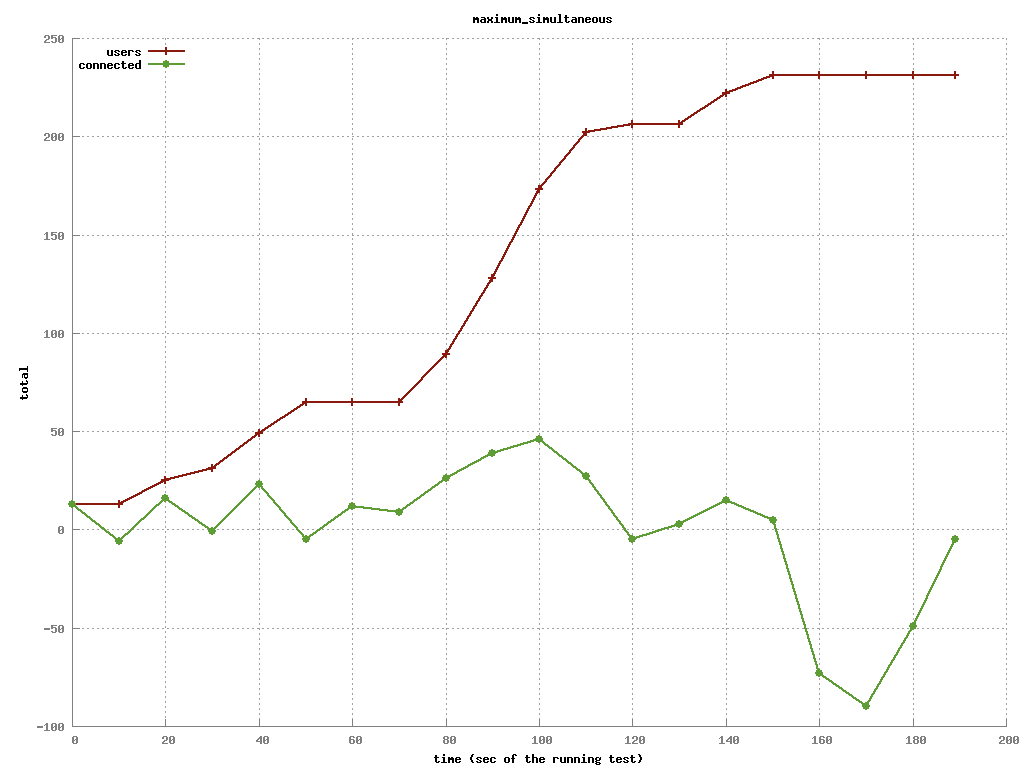 maximum_simultaneous
users
connected
250
200
150
100
50
0
-50
-100
total
0 20 40 60 80 100 120 140 160 180 200
time (sec of the running test)